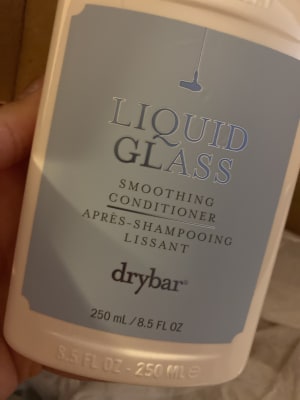 LIQUID
GLASS
SMOOTHING
CONDITIONER
APRÈS-SHAMPOOING
LISSANT
drybar®
250 mL / 8.5 FL OZ
8.5 FL OZ - 250 ML ℮